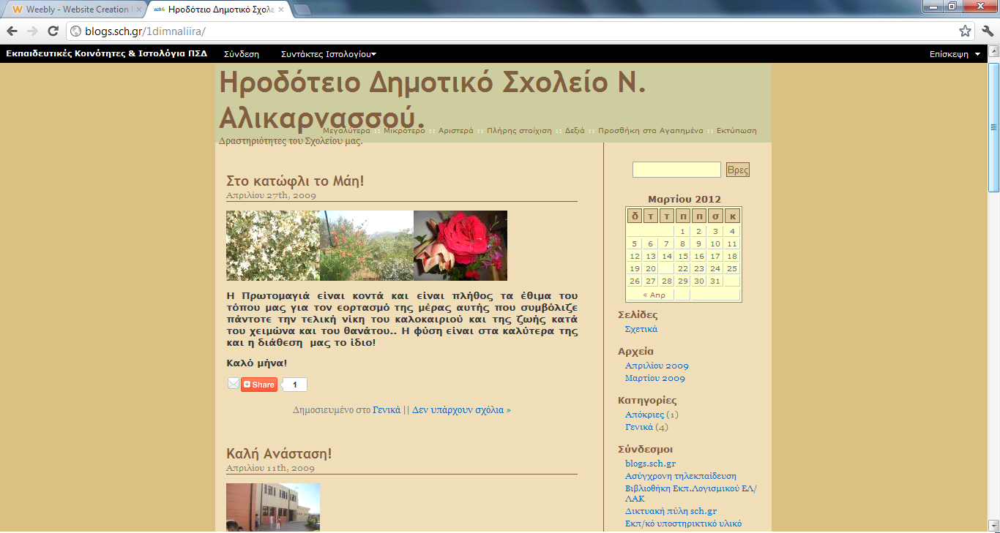 Weebly - Website Creation
sch Ηροδότειο Δημοτικό Σχολε
blogs.sch.gr/1dimnaliira/
Εκπαιδευτικές Κοινότητες & Ιστολόγια ΠΣΔ Σύνδεση Συντάκτες Ιστολογίου Επίσκεψη
Ηροδότειο Δημοτικό Σχολείο Ν.
Αλικαρνασσού.
Μεγαλύτερα :: Μικρότερο :: Αριστερά :: Πλήρης στοίχιση :: Δεξιά :: Προσθήκη στα Αγαπημένα :: Εκτύπωση
Δραστηριότητες του Σχολείου μας.
Στο κατώφλι το Μάη!
Απριλίου 27th, 2009
Η Πρωτομαγιά είναι κοντά και είναι πλήθος τα έθιμα του
τόπου μας για τον εορτασμό της μέρας αυτής που συμβόλιζε
πάντοτε την τελική νίκη του καλοκαιριού και της ζωής κατά
του χειμώνα και του θανάτου.. Η φύση είναι στα καλύτερα της
και η διάθεση μας το ίδιο!
Καλό μήνα!
Share 1
Δημοσιευμένο στο Γενικά || Δεν υπάρχουν σχόλια »
Καλή Ανάσταση!
Απριλίου 11th, 2009
Βρες
Μαρτίου 2012
δ τ τ π π σ κ
1 2 3 4
5 6 7 8 9 10 11
12 13 14 15 16 17 18
19 20 22 23 24 25
26 27 28 29 30 31
« Απρ
Σελίδες
Σχετικά
Αρχεία
Απριλίου 2009
Μαρτίου 2009
Κατηγορίες
Απόκριες (1)
Γενικά (4)
Σύνδεσμοι
blogs.sch.gr
Ασύγχρονη τηλεκπαίδευση
Βιβλιοθήκη Εκπ.Λογισμικού ΕΛ/
ΛΑΚ
Δικτυακή πύλη sch.gr
Εκπ/κό υποστηρικτικό υλικό